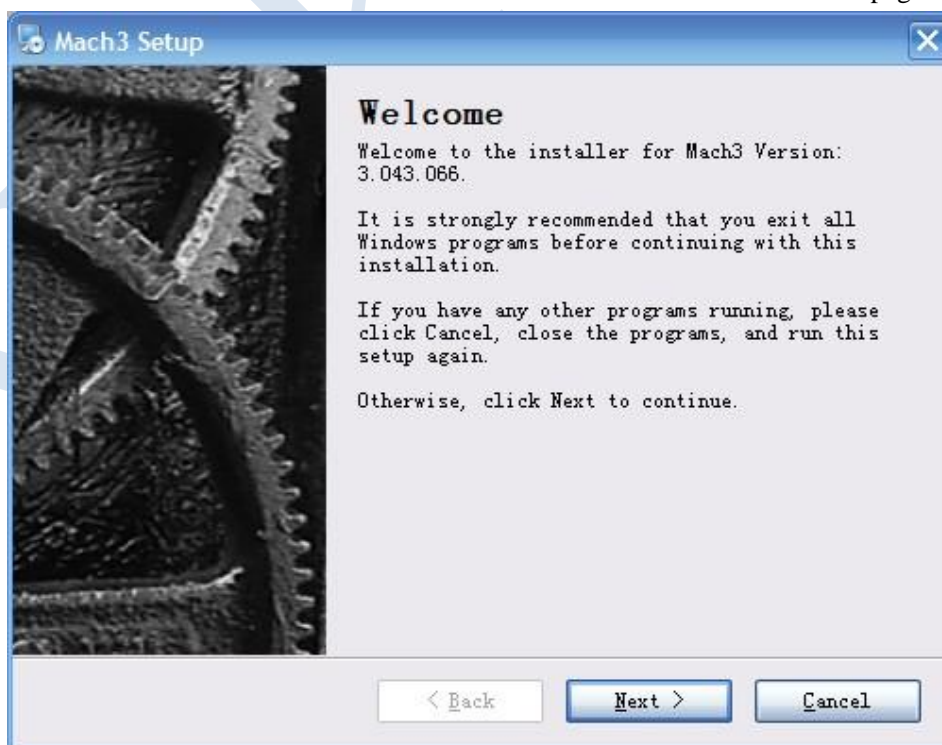 pag
Mach3 Setup
Welcome
Welcome to the installer for Mach3 Version:
3.043.066.
It is strongly recommended that you exit all
Windows programs before continuing with this
installation.
If you have any other programs running, please
click Cancel, close the programs, and run this
setup again.
Otherwise, click Next to continue.
< Back
Next >
Cancel